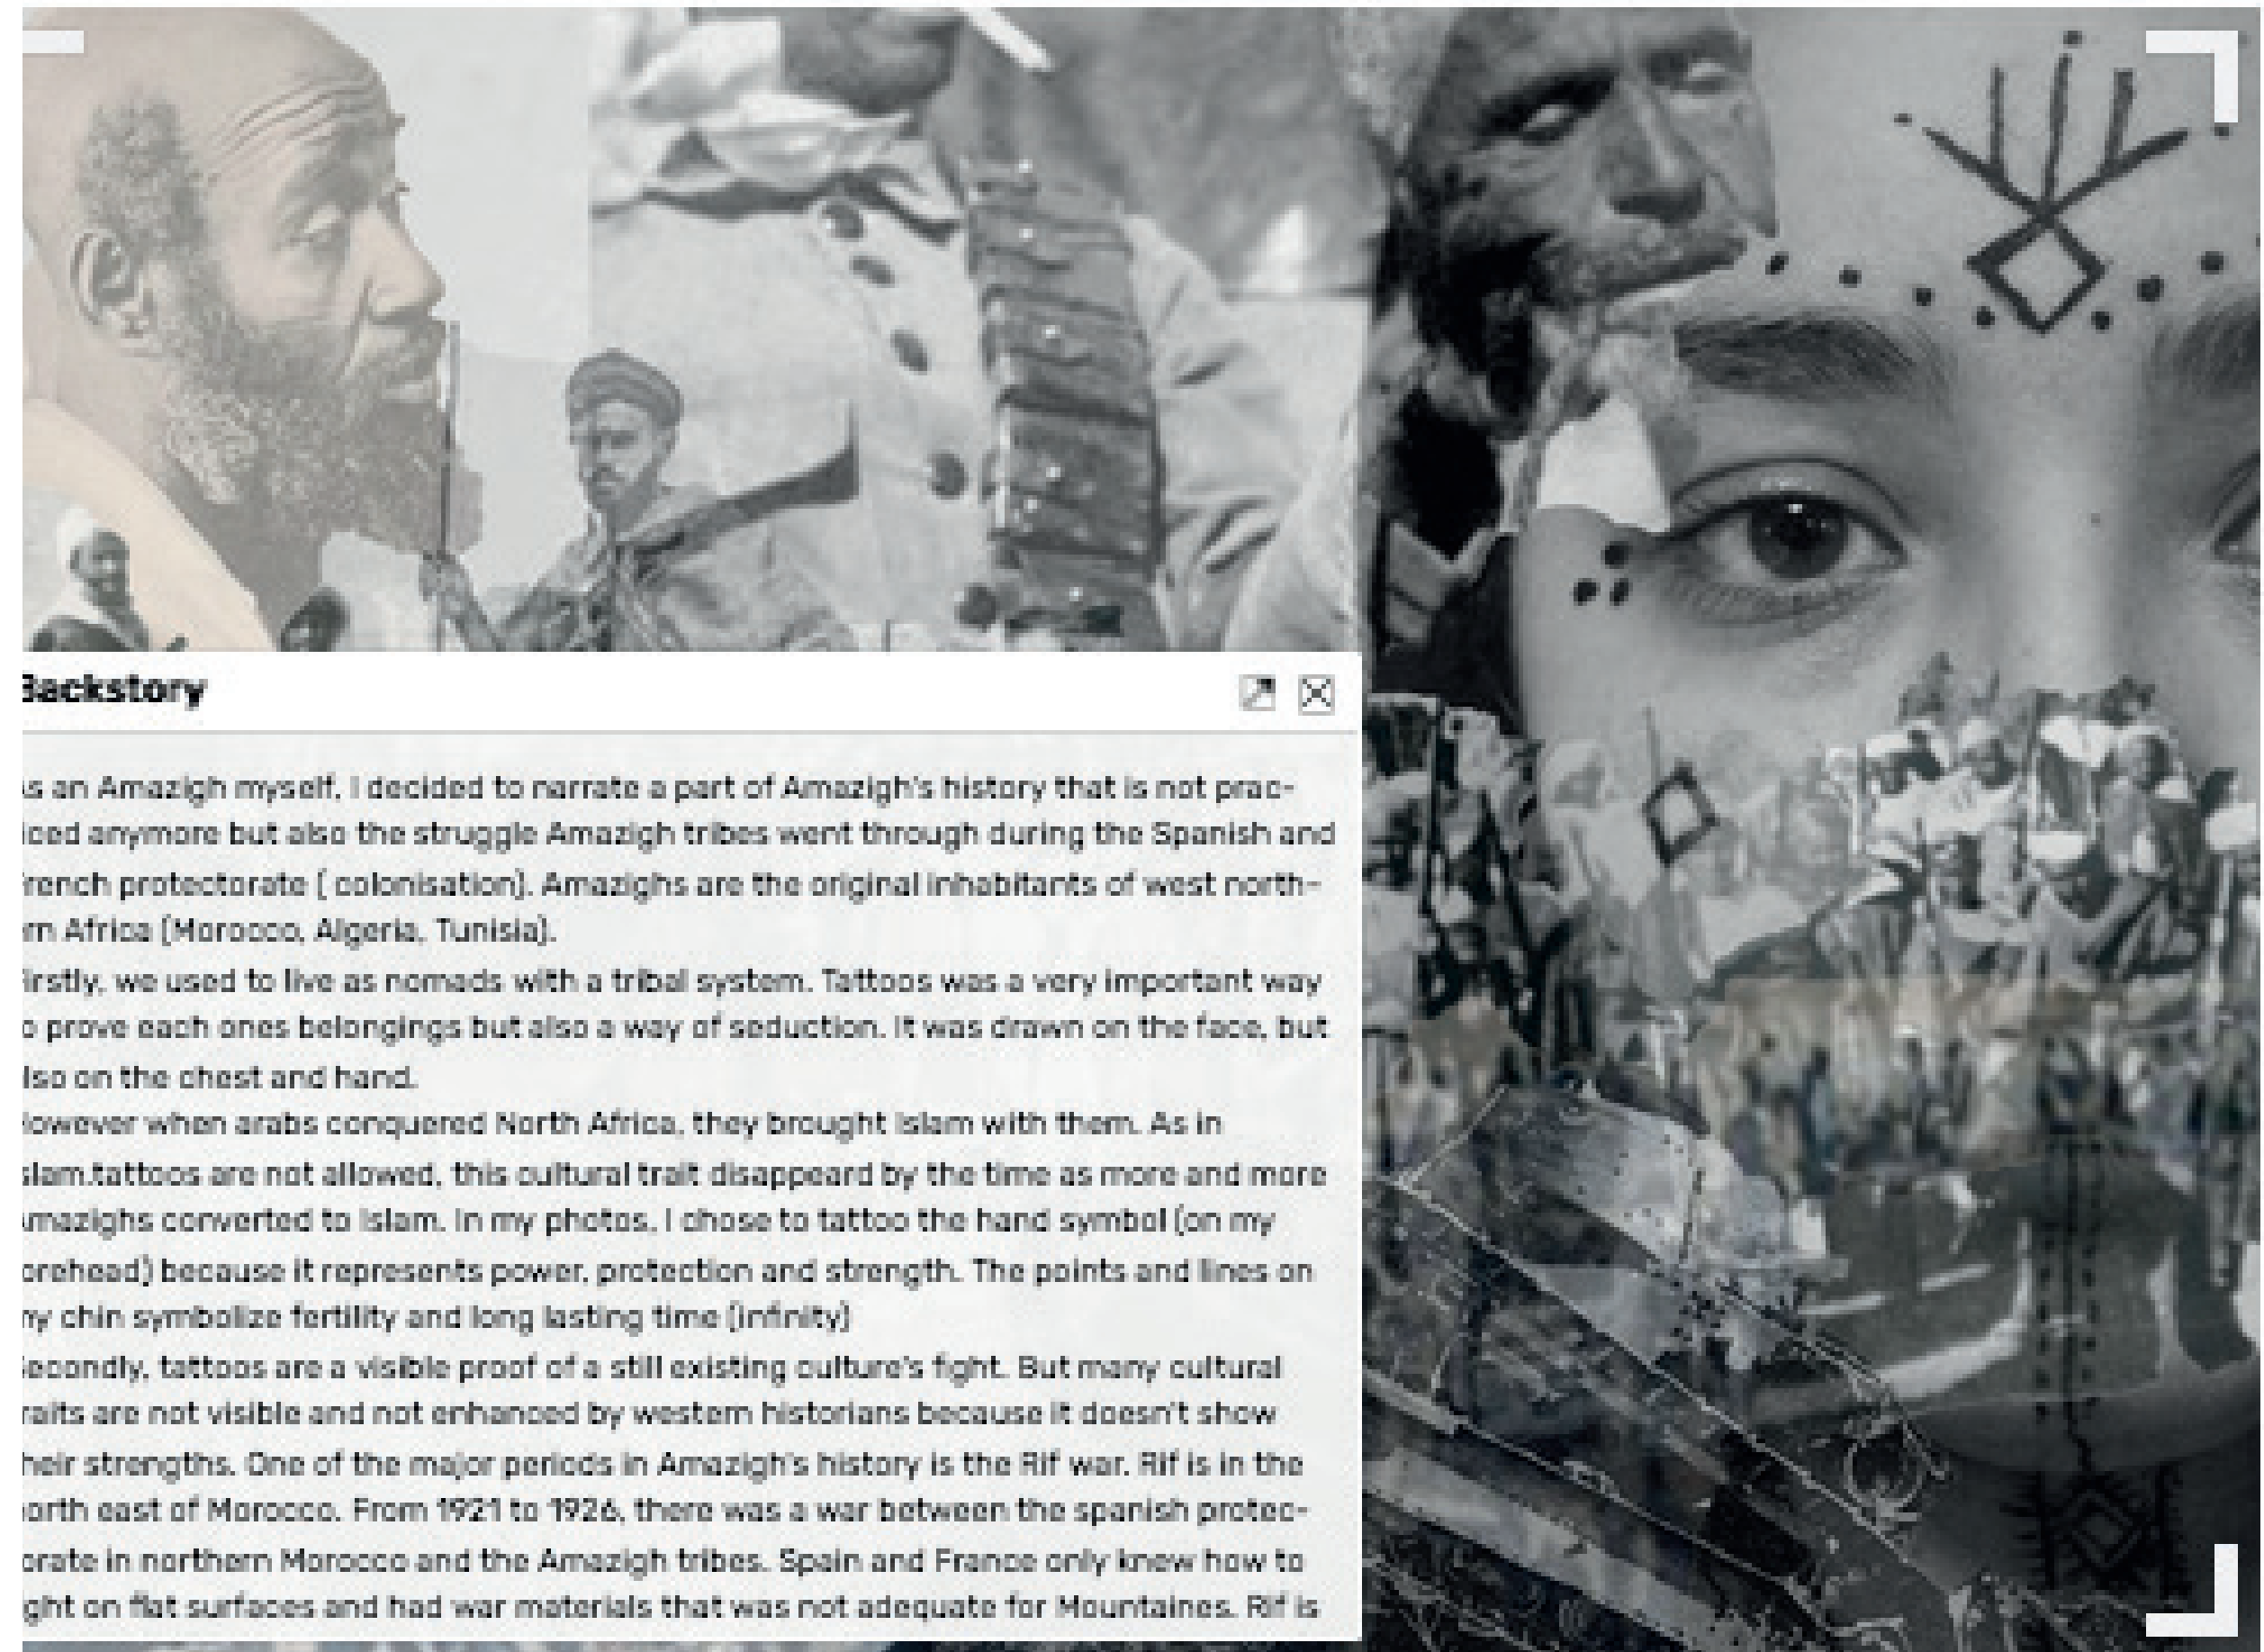 Backstory
As an Amazigh myself, I decided to narrate a part of Amazigh's history that is not prac-
iced anymore but also the struggle Amazigh tribes went through during the Spanish and
French protectorate ( colonisation). Amazighs are the original inhabitants of west north-
rn Africa (Morocco, Algeria, Tunisia).
Firstly, we used to live as nomads with a tribal system. Tattoos was a very important way
o prove each ones belongings but also a way of seduction. It was drawn on the face, but
lso on the chest and hand.
However when arabs conquered North Africa, they brought Islam with them. As in
slam.tattoos are not allowed, this cultural trait disappeard by the time as more and more
Amazighs converted to Islam. In my photos, I chose to tattoo the hand symbol (on my
orehead) because it represents power, protection and strength. The points and lines on
my chin symbolize fertility and long lasting time (infinity)
Secondly, tattoos are a visible proof of a still existing culture's fight. But many cultural
raits are not visible and not enhanced by western historians because it doesn't show
heir strengths. One of the major periods in Amazigh's history is the Rif war. Rif is in the
north east of Morocco. From 1921 to 1926, there was a war between the spanish protec-
orate in northern Morocco and the Amazigh tribes. Spain and France only knew how to
ght on flat surfaces and had war materials that was not adequate for Mountaines. Rif is